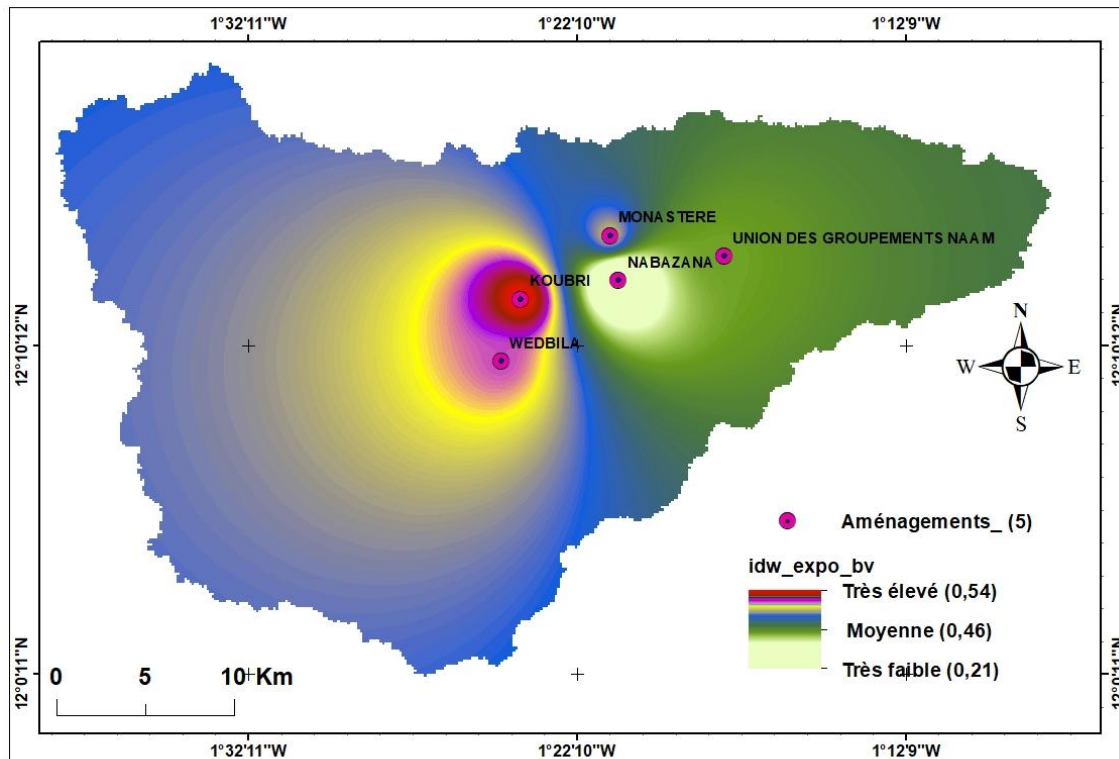 1°32'11"W
1°22'10"W
1°12'9"W
MONASTERE
UNION DES GROUPEMENTS NAAM
NABAZANA
KOUBRI
WEDBILA
12°10'12"N
12°10'12"N
N
W
E
S
Aménagements_ (5)
idw_expo_bv
Très élevé (0,54)
Moyenne (0,46)
Très faible (0,21)
0
5
10 Km
12°0'11"N
12°0'11"N
1°32'11"W
1°22'10"W
1°12'9"W